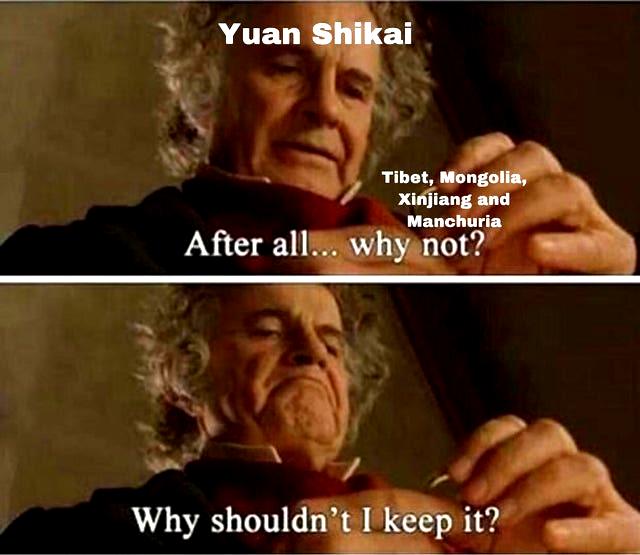 Yuan Shikai
Tibet, Mongolia,
Xinjiang and
Manchuria
After all... why not?
Why shouldn't I keep it?